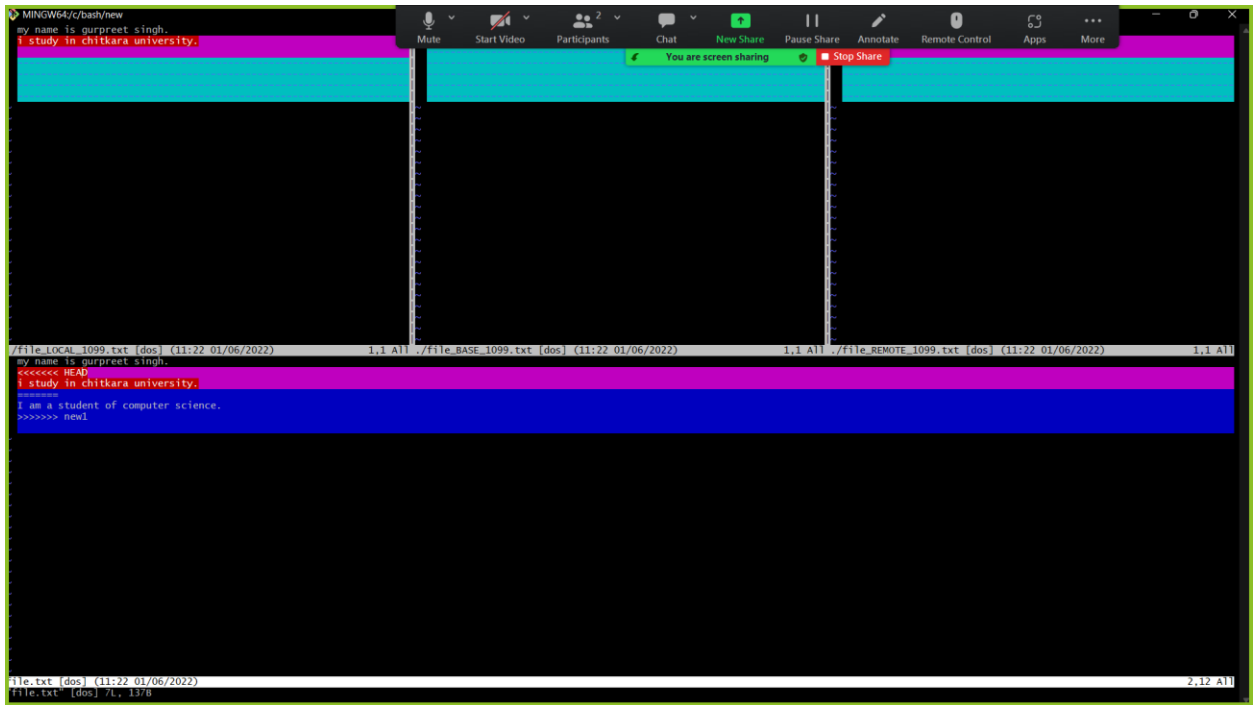 MINGW64:/c/bash/new
Mute
Start Video
Participants 2
Chat
New Share
Pause Share
Annotate
Remote Control
Apps
More
You are screen sharing
Stop Share
my name is gurpreet singh.
i study in chitkara university.
~
./file_LOCAL_1099.txt [dos] (11:22 01/06/2022) 1,1 All ./file_BASE_1099.txt [dos] (11:22 01/06/2022) 1,1 All ./file_REMOTE_1099.txt [dos] (11:22 01/06/2022) 1,1 All
my name is gurpreet singh.
<<<<<<< HEAD
i study in chitkara university.
=======
I am a student of computer science.
>>>>>>> new1
file.txt [dos] (11:22 01/06/2022) 2,12 All
"file.txt" [dos] 7L, 137B